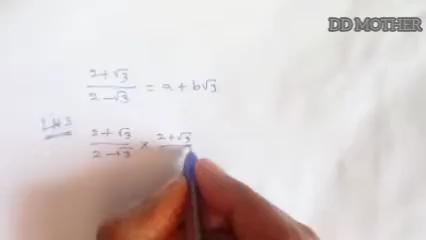 DD MOTHER
2+√3 / 2-√3 = a + b√3
LHS
2+√3 / 2-√3 × 2+√3